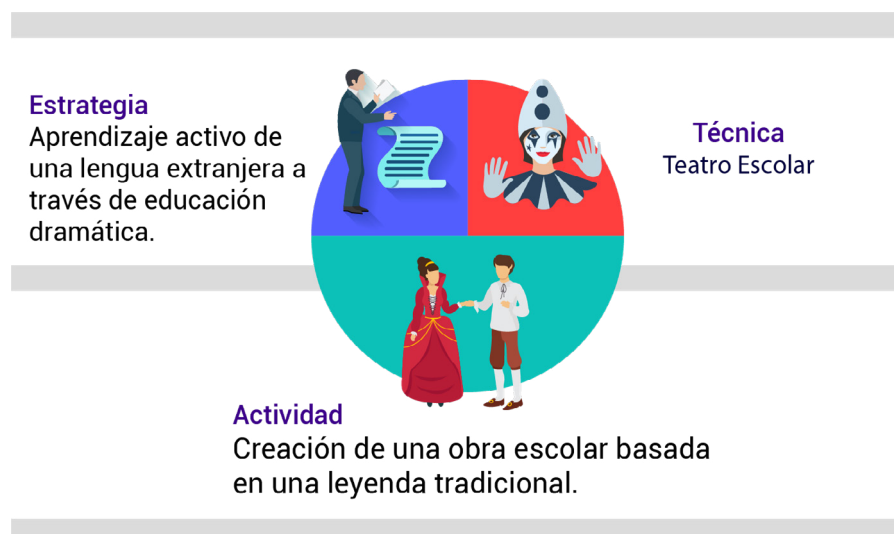 Estrategia
Aprendizaje activo de
una lengua extranjera a
través de educación
dramática.
Técnica
Teatro Escolar
Actividad
Creación de una obra escolar basada
en una leyenda tradicional.